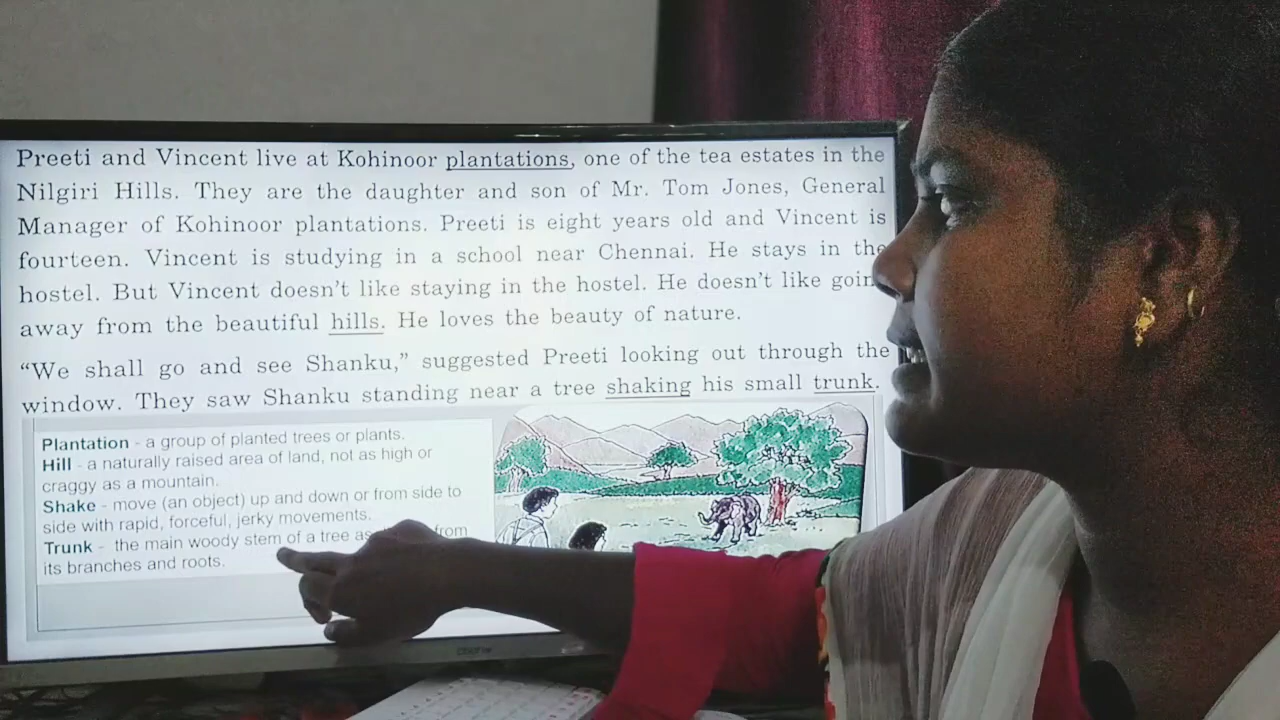 Preeti and Vincent live at Kohinoor plantations, one of the tea estates in the
Nilgiri Hills. They are the daughter and son of Mr. Tom Jones, General
Manager of Kohinoor plantations. Preeti is eight years old and Vincent is
fourteen. Vincent is studying in a school near Chennai. He stays in the
hostel. But Vincent doesn't like staying in the hostel. He doesn't like goin
away from the beautiful hills. He loves the beauty of nature.
“We shall go and see Shanku,” suggested Preeti looking out through the
window. They saw Shanku standing near a tree shaking his small trunk.
Plantation - a group of planted trees or plants.
Hill - a naturally raised area of land, not as high or
craggy as a mountain.
Shake - move (an object) up and down or from side to
side with rapid, forceful, jerky movements.
Trunk - the main woody stem of a tree as from
its branches and roots.